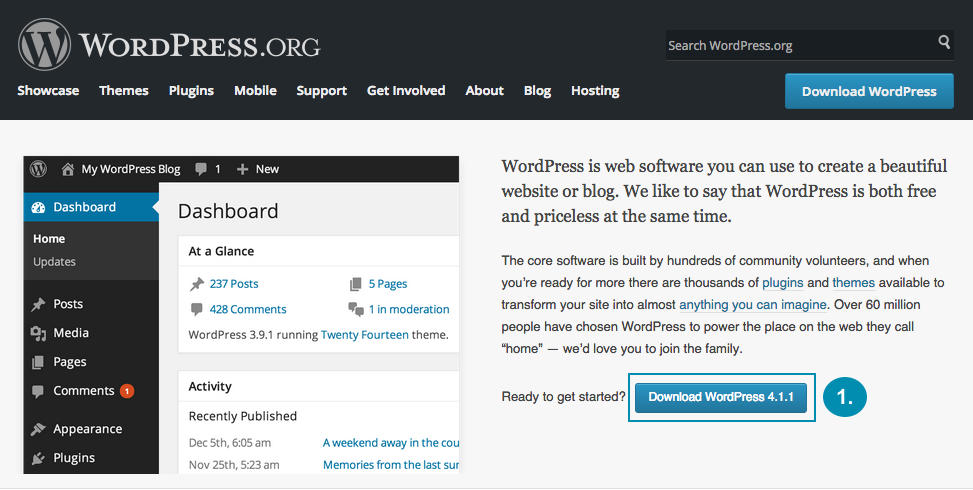 WORDPRESS.ORG
Search WordPress.org
Showcase Themes Plugins Mobile Support Get Involved About Blog Hosting
Download WordPress
My WordPress Blog 1 + New
Dashboard
Home
Updates
Posts
Media
Pages
Comments 1
Appearance
Plugins
Dashboard
At a Glance
237 Posts 5 Pages
428 Comments 1 in moderation
WordPress 3.9.1 running Twenty Fourteen theme.
Activity
Recently Published
Dec 5th, 6:05 am A weekend away in the cou
Nov 25th, 5:23 am Memories from the last sur
WordPress is web software you can use to create a beautiful
website or blog. We like to say that WordPress is both free
and priceless at the same time.
The core software is built by hundreds of community volunteers, and when
you're ready for more there are thousands of plugins and themes available to
transform your site into almost anything you can imagine. Over 60 million
people have chosen WordPress to power the place on the web they call
“home” — we'd love you to join the family.
Ready to get started? Download WordPress 4.1.1 1.